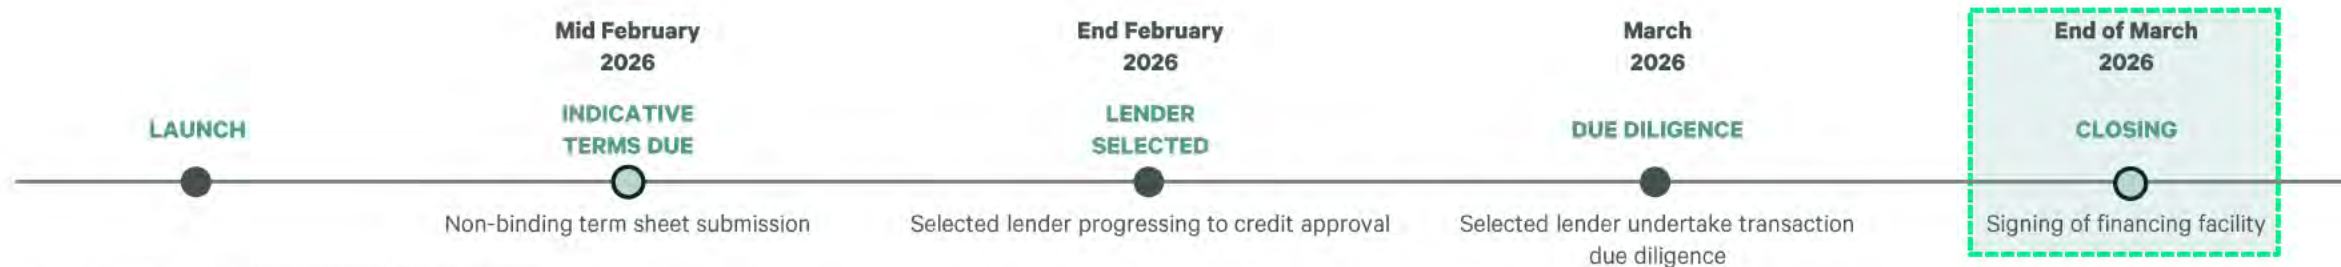 LAUNCH
Mid February
2026
INDICATIVE
TERMS DUE
Non-binding term sheet submission
End February
2026
LENDER
SELECTED
Selected lender progressing to credit approval
March
2026
DUE DILIGENCE
Selected lender undertake transaction
due diligence
End of March
2026
CLOSING
Signing of financing facility